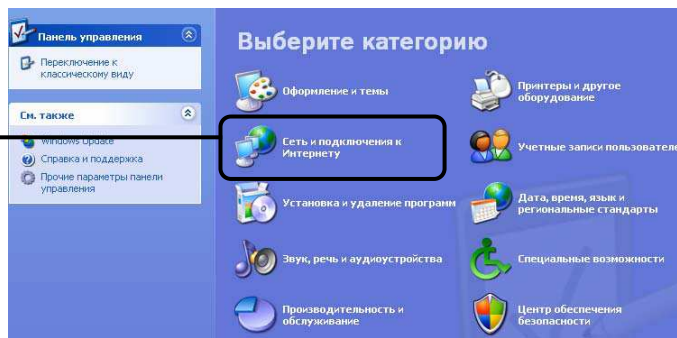 Панель управления
Переключение к
классическому виду
См. также
Windows Update
Справка и поддержка
Прочие параметры панели
управления
Выберите категорию
Оформление и темы
Принтеры и другое
оборудование
Сеть и подключения к
Интернету
Учетные записи пользователе
Установка и удаление программ
Дата, время, язык и
региональные стандарты
Звук, речь и аудиоустройства
Специальные возможности
Производительность и
обслуживание
Центр обеспечения
безопасности